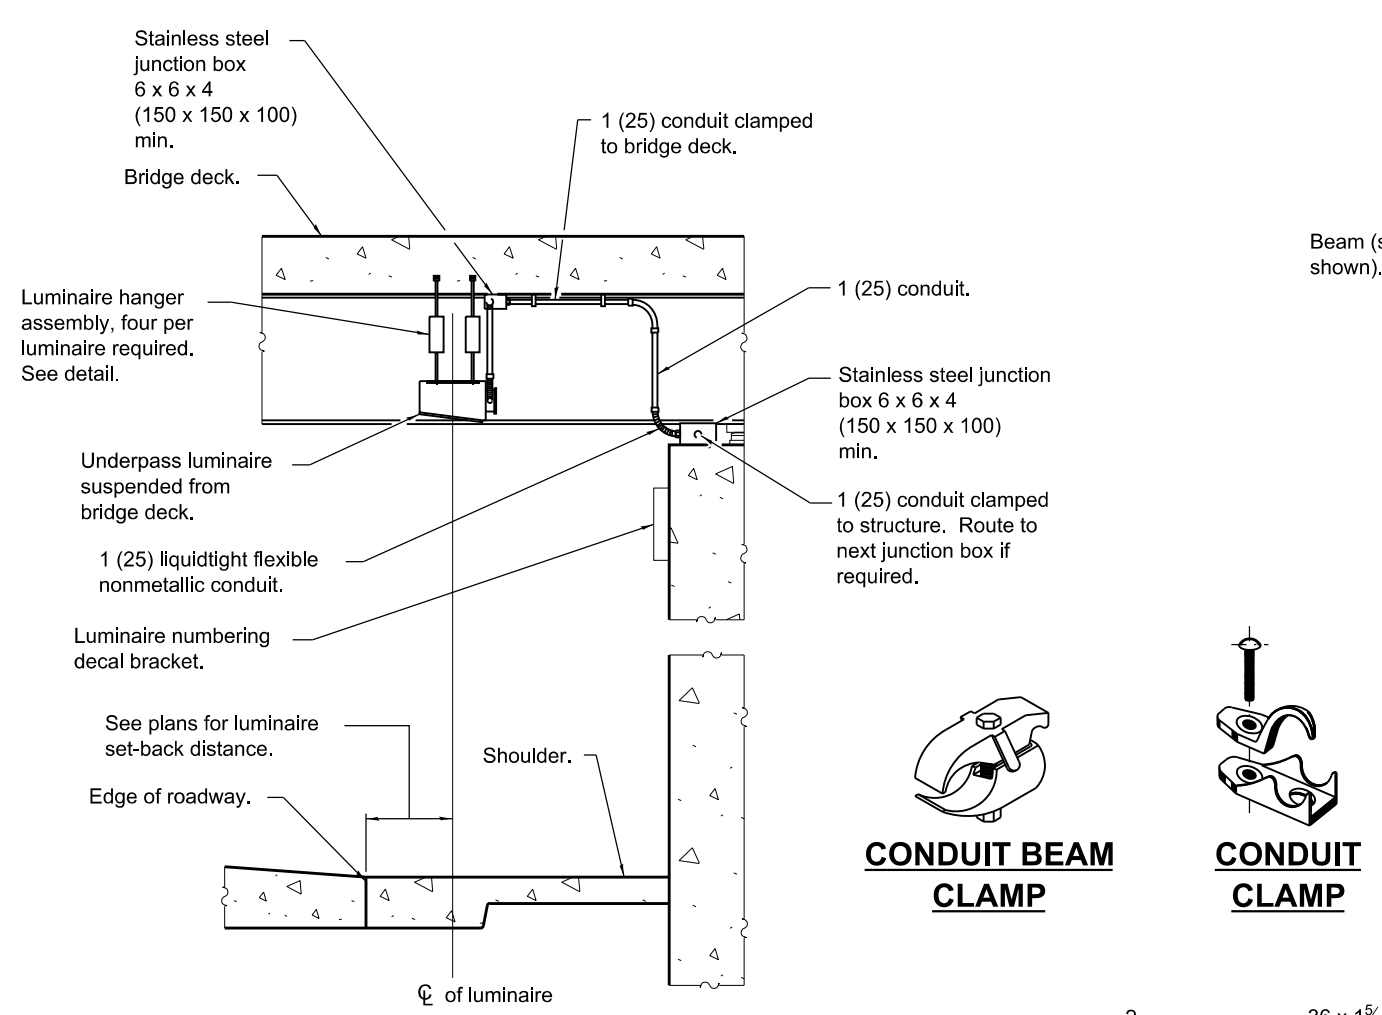 Stainless steel
junction box
6 x 6 x 4
(150 x 150 x 100)
min.
1 (25) conduit clamped
to bridge deck.
Bridge deck.
Beam (s
shown).
Luminaire hanger
assembly, four per
luminaire required.
See detail.
1 (25) conduit.
Stainless steel junction
box 6 x 6 x 4
(150 x 150 x 100)
min.
Underpass luminaire
suspended from
bridge deck.
1 (25) conduit clamped
to structure. Route to
next junction box if
required.
1 (25) liquidtight flexible
nonmetallic conduit.
Luminaire numbering
decal bracket.
See plans for luminaire
set-back distance.
Shoulder.
Edge of roadway.
CONDUIT BEAM
CLAMP
CONDUIT
CLAMP
℄ of luminaire